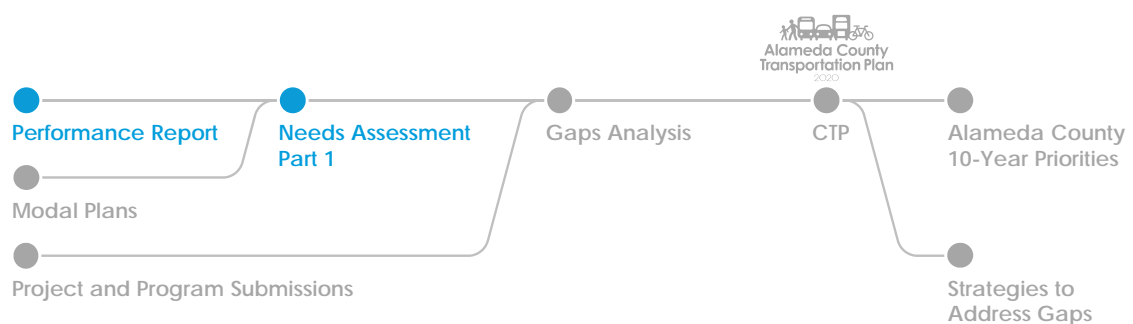 Alameda County
Transportation Plan
2020
Performance Report
Needs Assessment
Part 1
Gaps Analysis
CTP
Alameda County
10-Year Priorities
Modal Plans
Project and Program Submissions
Strategies to
Address Gaps